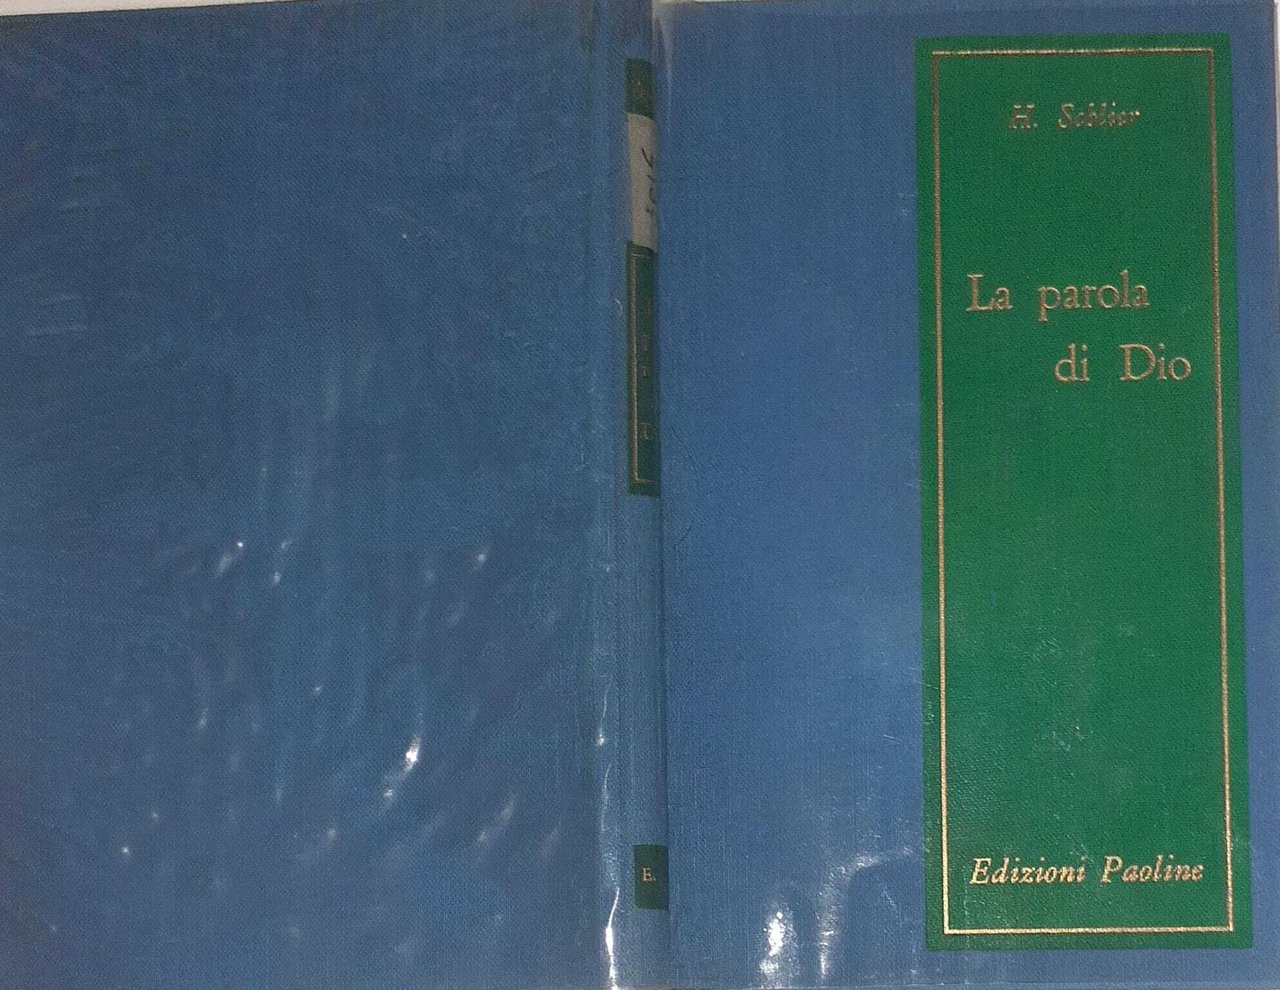 H. Schlier
La parola
di Dio
Edizioni Paoline
E.